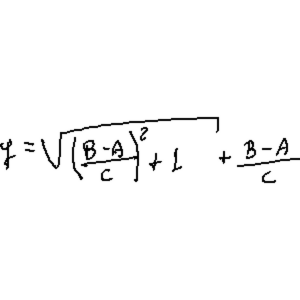 y = √((B-A)/C)² + 1 + (B-A)/C